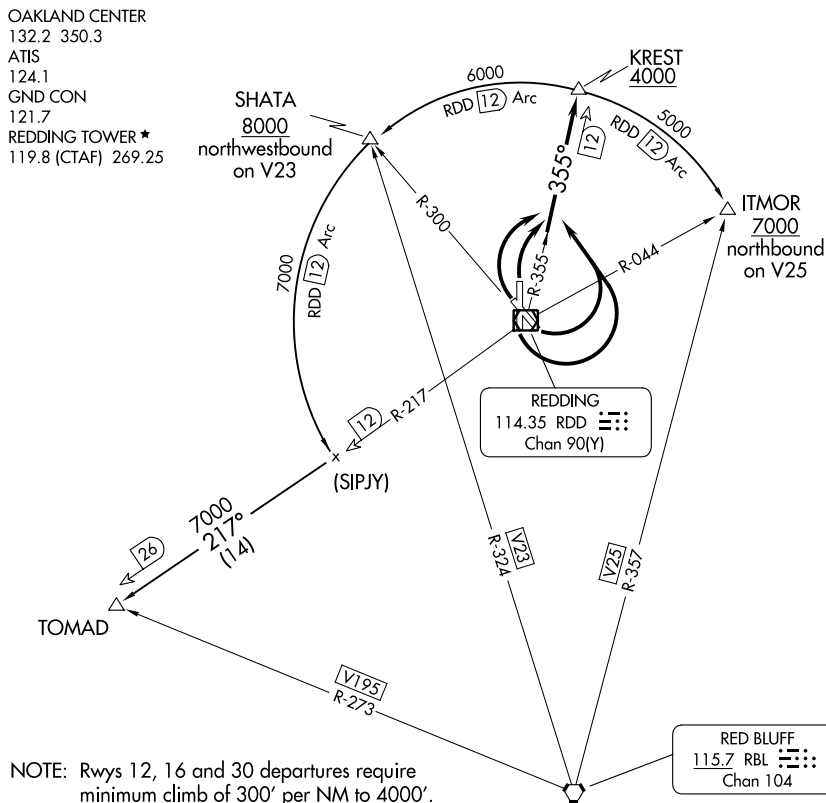 OAKLAND CENTER
132.2 350.3
ATIS
124.1
GND CON
121.7
REDDING TOWER ★
119.8 (CTAF) 269.25
SHATA
8000
northwestbound
on V23
KREST
4000
6000
RDD 12 Arc
5000
RDD 12 Arc
12
355°
ITMOR
7000
northbound
on V25
R-300
R-355
R-044
7000
RDD 12 Arc
R-217
12
REDDING
114.35 RDD
Chan 90(Y)
(SIPJY)
7000
217°
(14)
26
TOMAD
V23
R-324
V25
R-357
V195
R-273
RED BLUFF
115.7 RBL
Chan 104
NOTE: Rwys 12, 16 and 30 departures require
minimum climb of 300' per NM to 4000'.